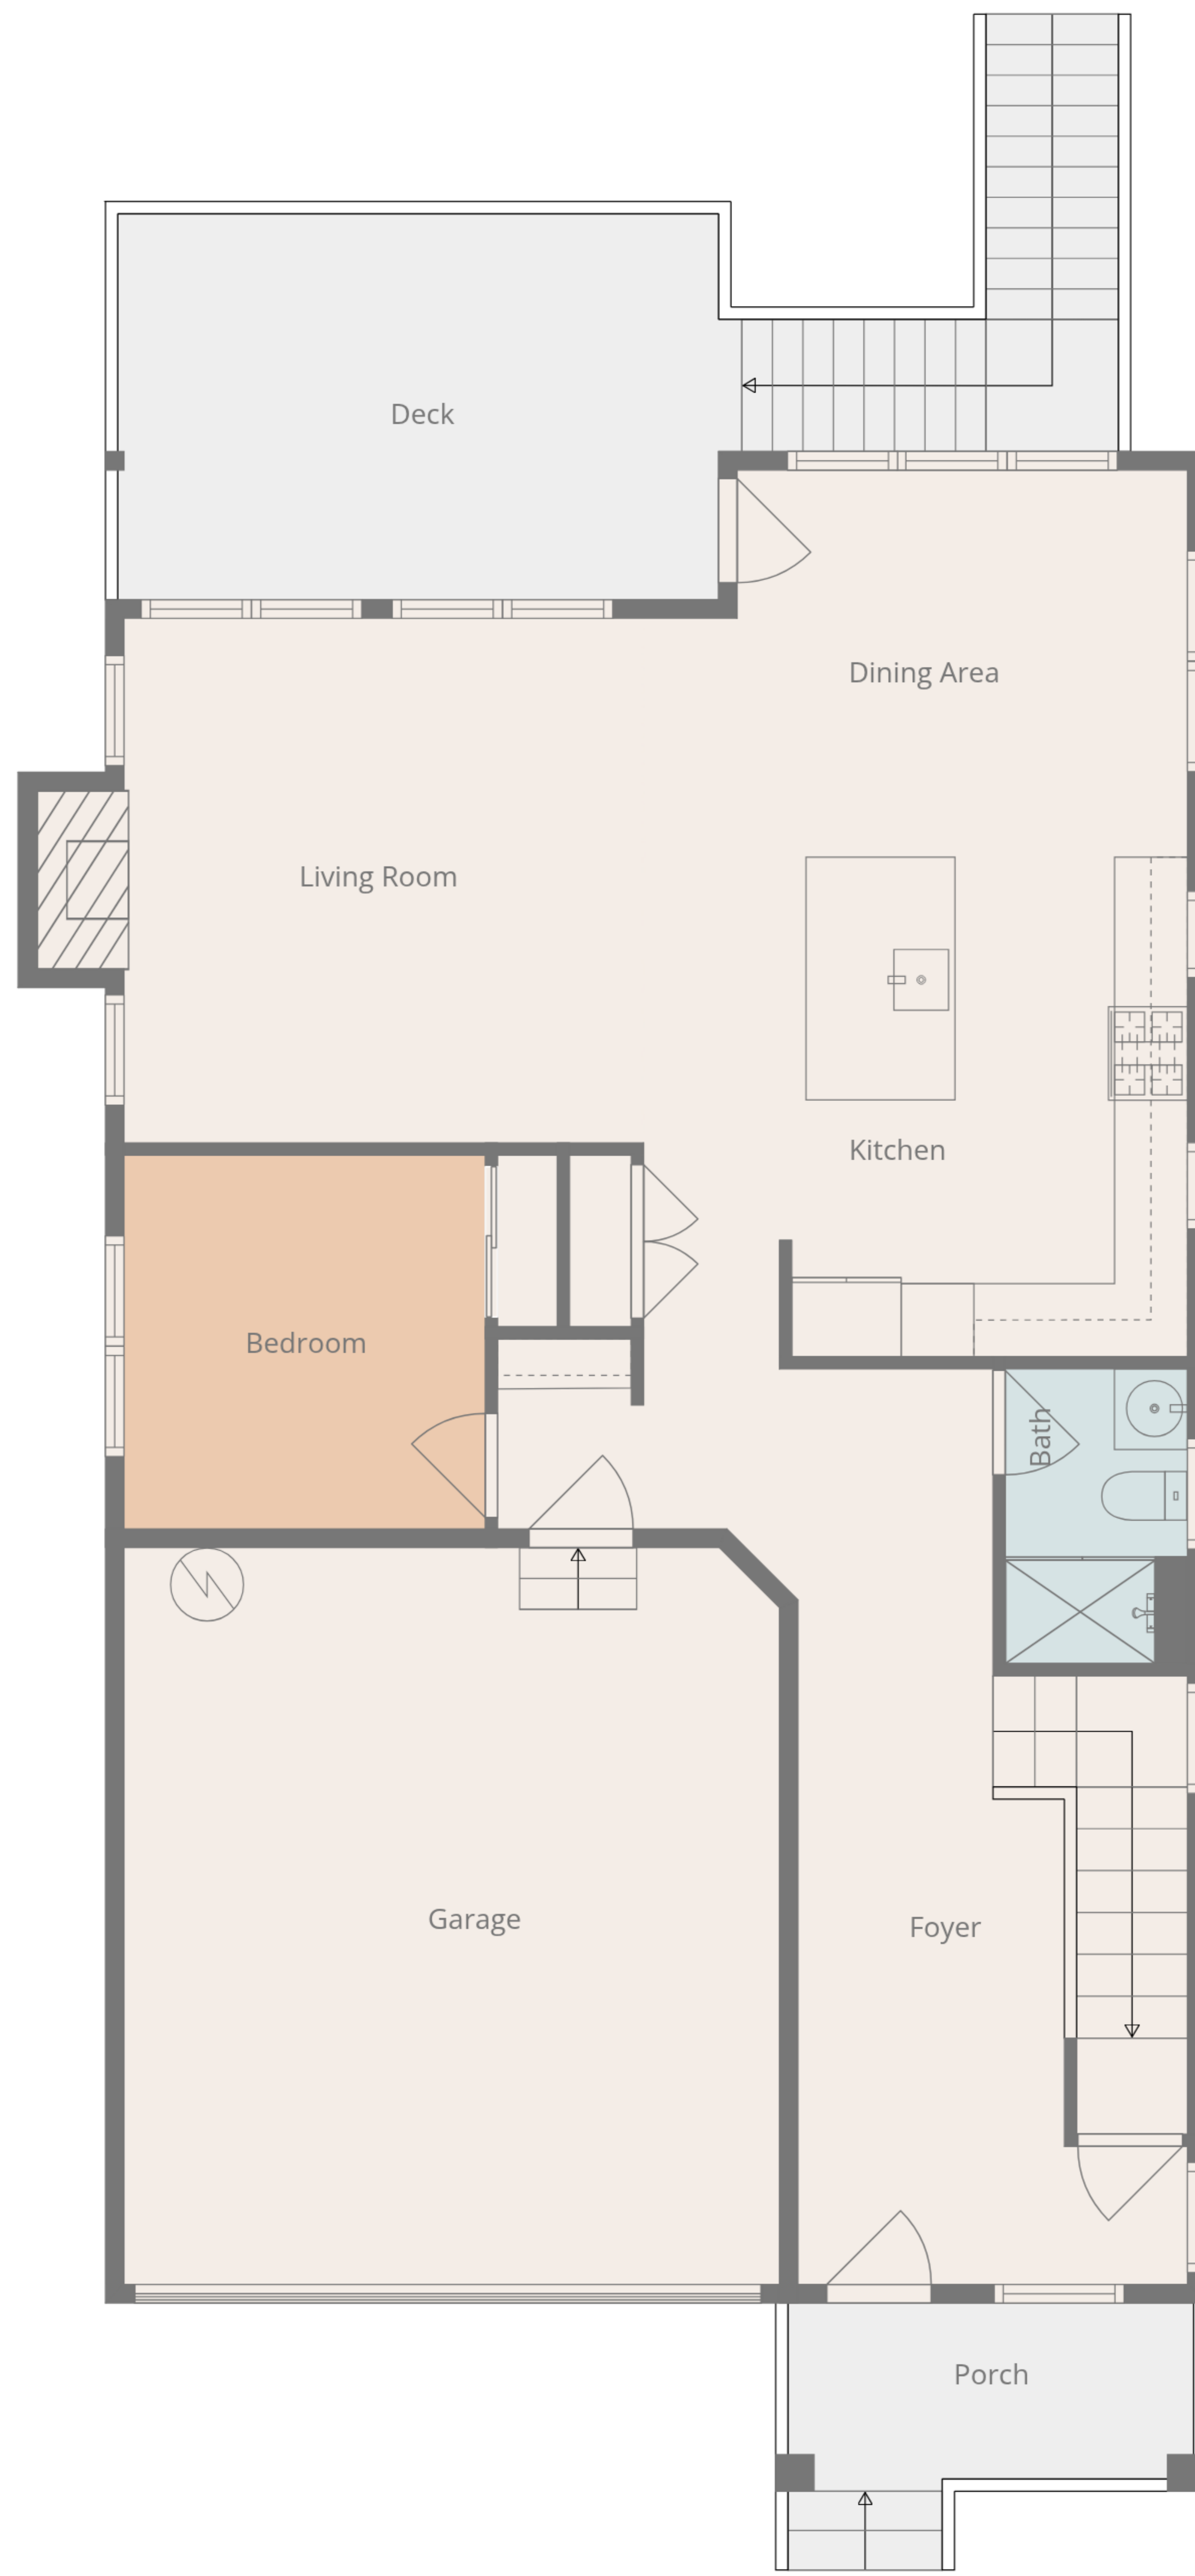 Deck
Dining Area
Living Room
Kitchen
Bedroom
Bath
Garage
Foyer
Porch